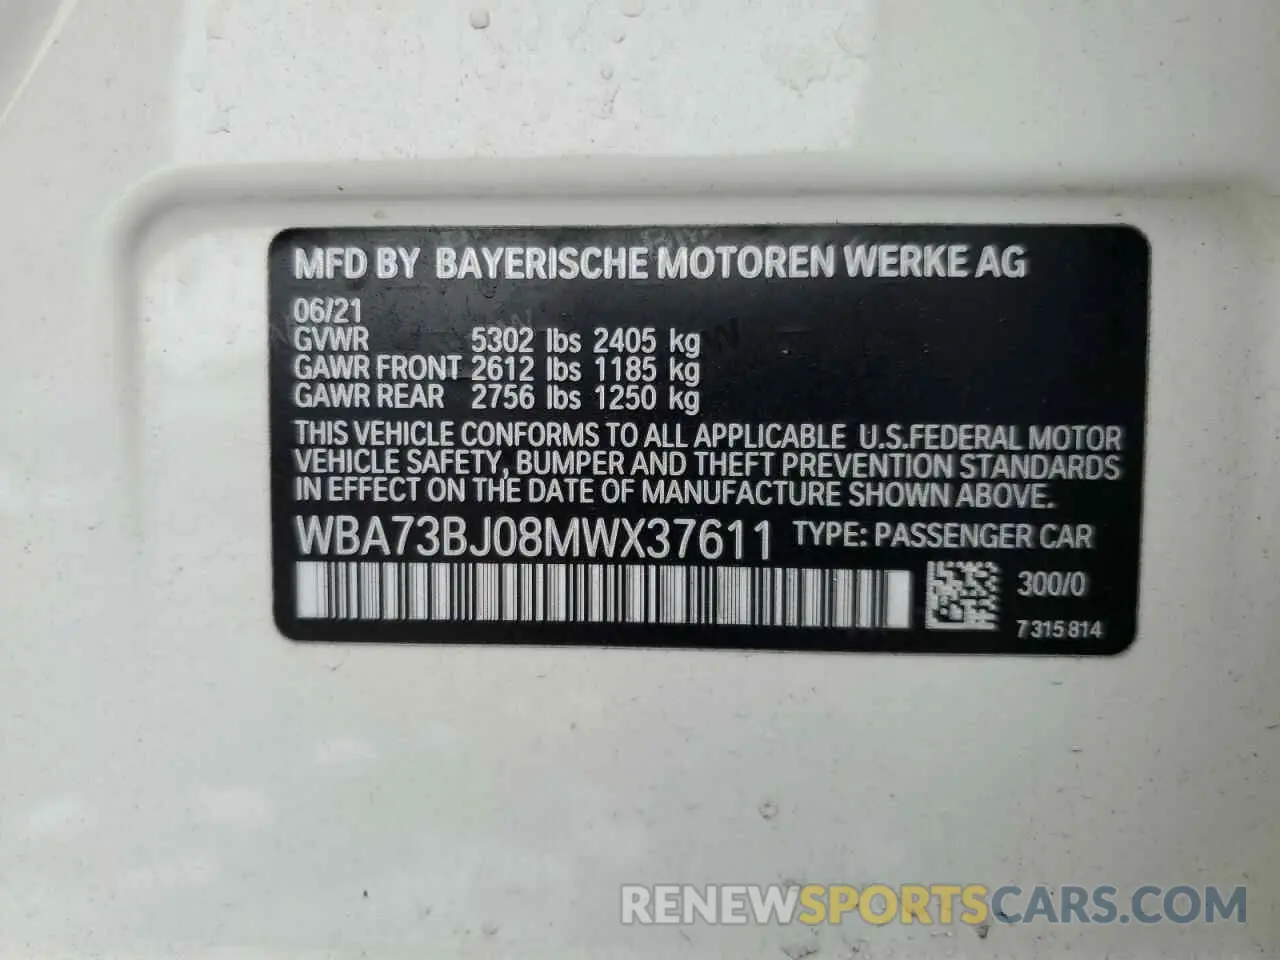 MFD BY BAYERISCHE MOTOREN WERKE AG
06/21
GVWR 5302 lbs 2405 kg
GAWR FRONT 2612 lbs 1185 kg
GAWR REAR 2756 lbs 1250 kg
THIS VEHICLE CONFORMS TO ALL APPLICABLE U.S.FEDERAL MOTOR
VEHICLE SAFETY, BUMPER AND THEFT PREVENTION STANDARDS
IN EFFECT ON THE DATE OF MANUFACTURE SHOWN ABOVE.
WBA73BJ08MWX37611 TYPE: PASSENGER CAR
300/0
7315814
RENEWSPORTSCARS.COM